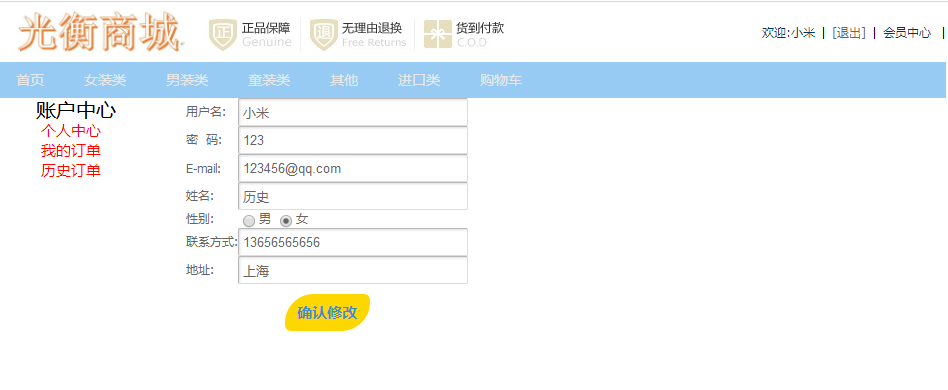 光衡商城 正 正品保障 Genuine 退 无理由退换 Free Returns 货到付款 C.O.D 欢迎:小米 | [退出] | 会员中心 |
首页 女装类 男装类 童装类 其他 进口类 购物车
账户中心
个人中心
我的订单
历史订单
用户名: 小米
密 码: 123
E-mail: 123456@qq.com
姓名: 历史
性别: 男 女
联系方式: 13656565656
地址: 上海
确认修改